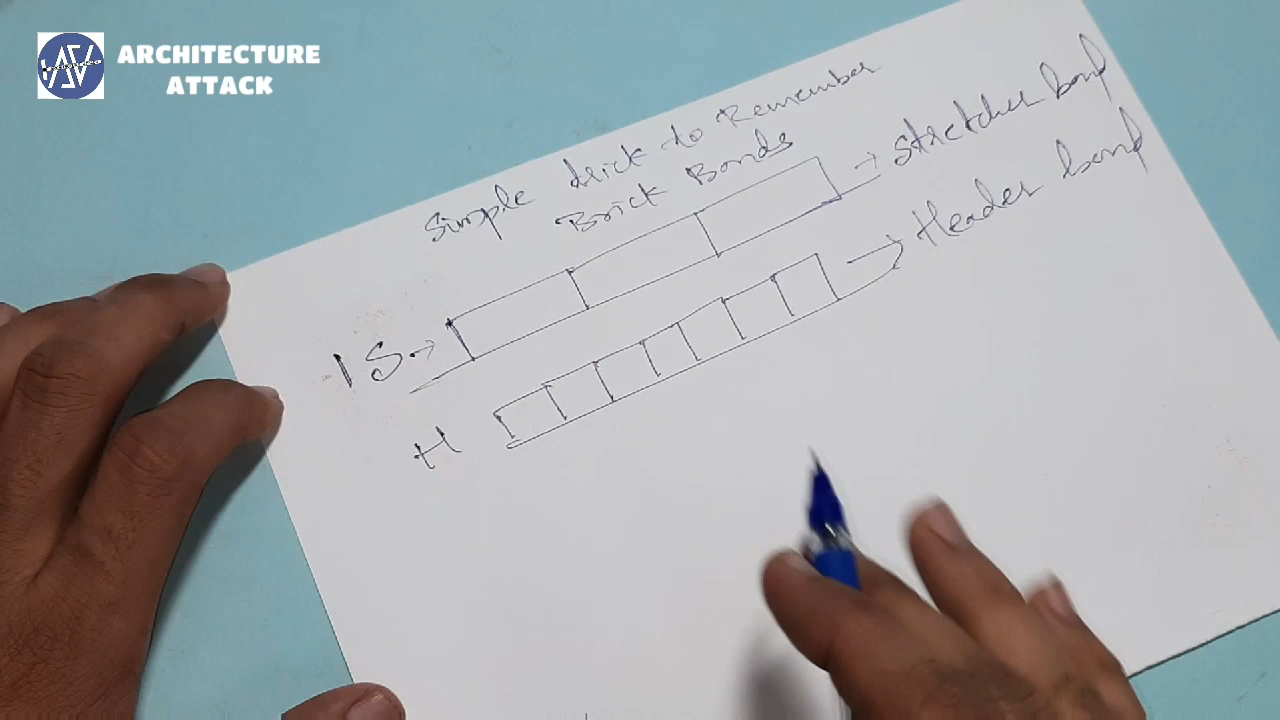 ARCHITECTURE
ATTACK
Simple trick to Remember
Brick Bonds
1 S → → Stretcher bond
H → Header bond